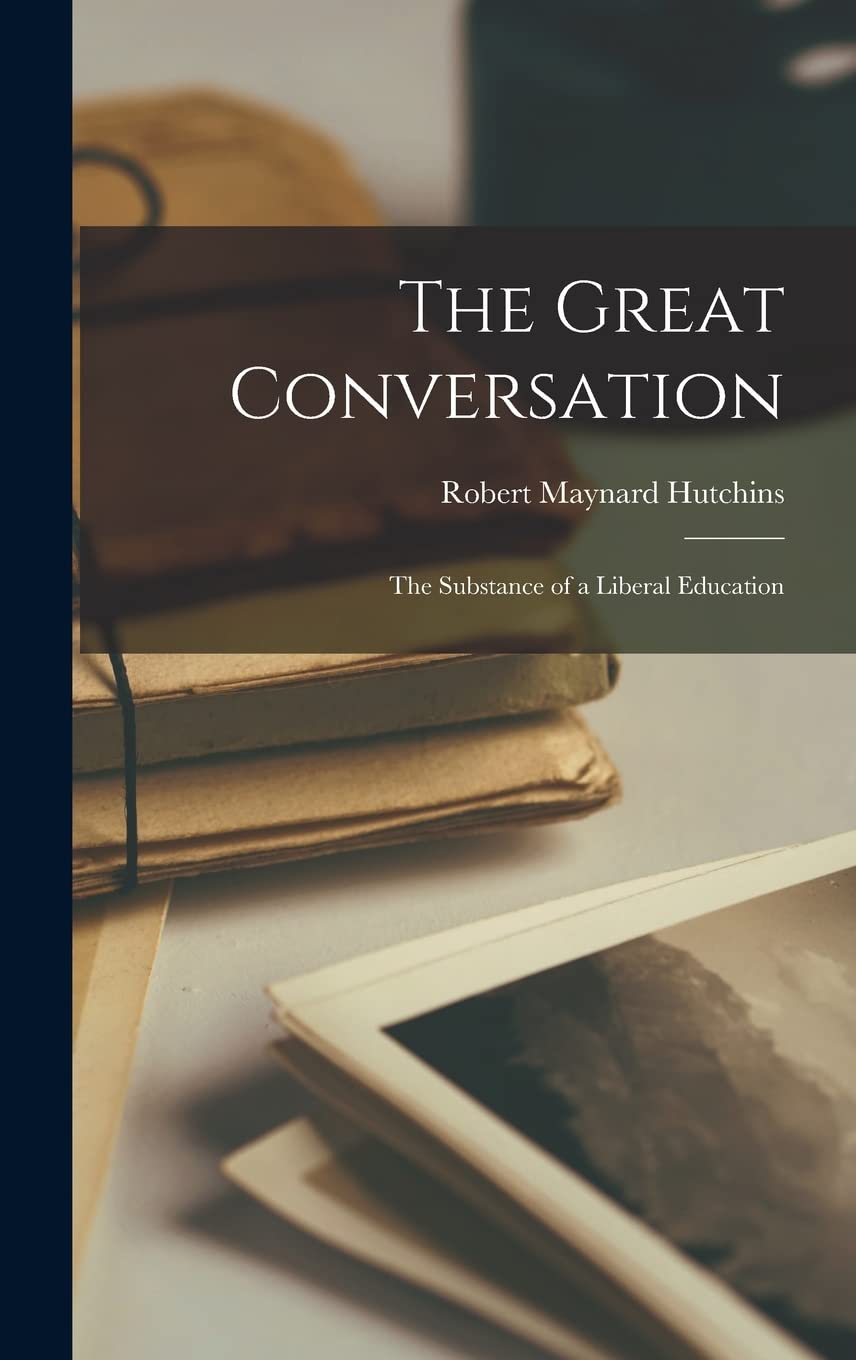 The Great
Conversation
Robert Maynard Hutchins
The Substance of a Liberal Education